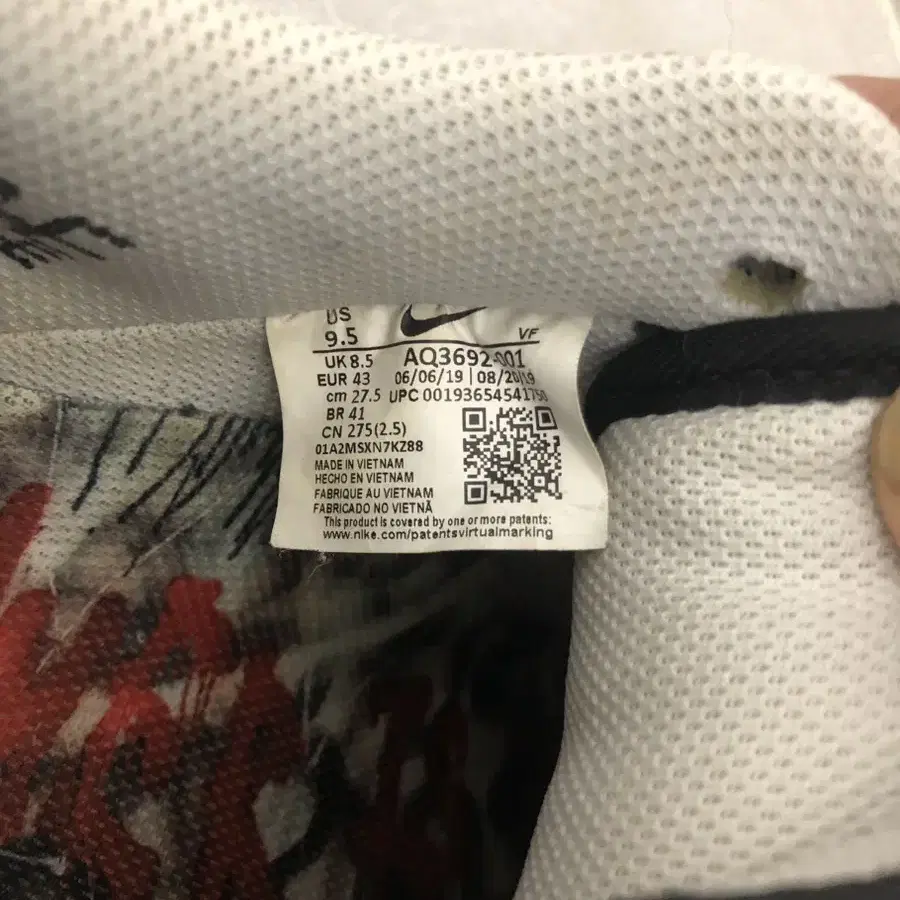 US
9.5
VF
UK 8.5 AQ3692-001
EUR 43 06/06/19 | 08/20/19
cm 27.5 UPC 00193654541750
BR 41
CN 275(2.5)
01A2MSXN7KZ88
MADE IN VIETNAM
HECHO EN VIETNAM
FABRIQUE AU VIETNAM
FABRICADO NO VIETNÃ
This product is covered by one or more patents:
www.nike.com/patentsvirtualmarking